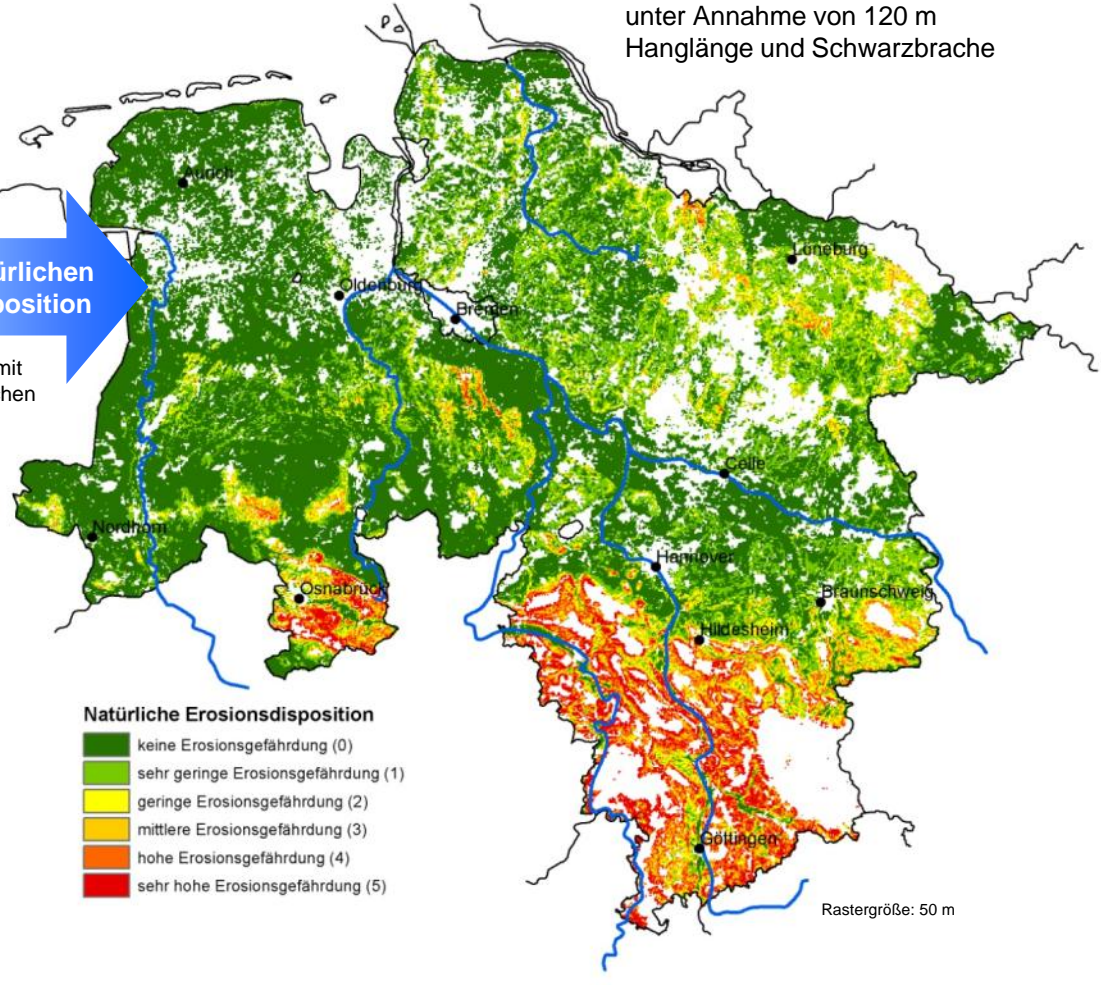 unter Annahme von 120 m
Hanglänge und Schwarzbrache
Aurich
Lüneburg
ürlichen
position
Oldenburg
Bremen
mit
chen
Celle
Nordhorn
Hannover
Osnabrück
Braunschweig
Hildesheim
Natürliche Erosionsdisposition
keine Erosionsgefährdung (0)
sehr geringe Erosionsgefährdung (1)
geringe Erosionsgefährdung (2)
mittlere Erosionsgefährdung (3)
hohe Erosionsgefährdung (4)
sehr hohe Erosionsgefährdung (5)
Göttingen
Rastergröße: 50 m